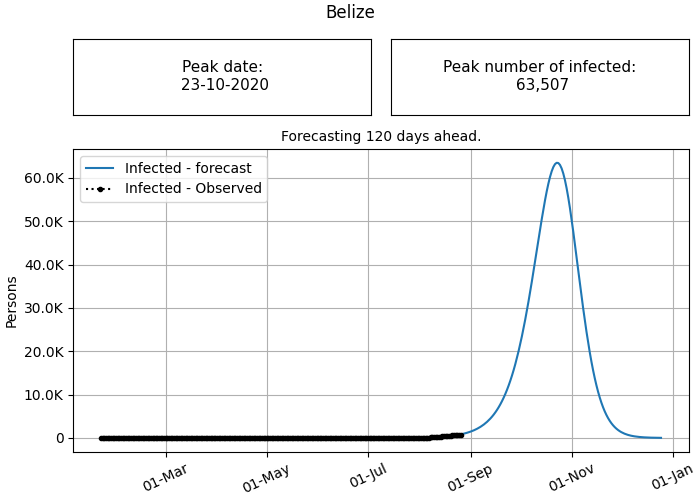 Belize
Peak date:
23-10-2020
Peak number of infected:
63,507
Forecasting 120 days ahead.
Infected - forecast
Infected - Observed
Persons
60.0K
50.0K
40.0K
30.0K
20.0K
10.0K
0
01-Mar
01-May
01-Jul
01-Sep
01-Nov
01-Jan